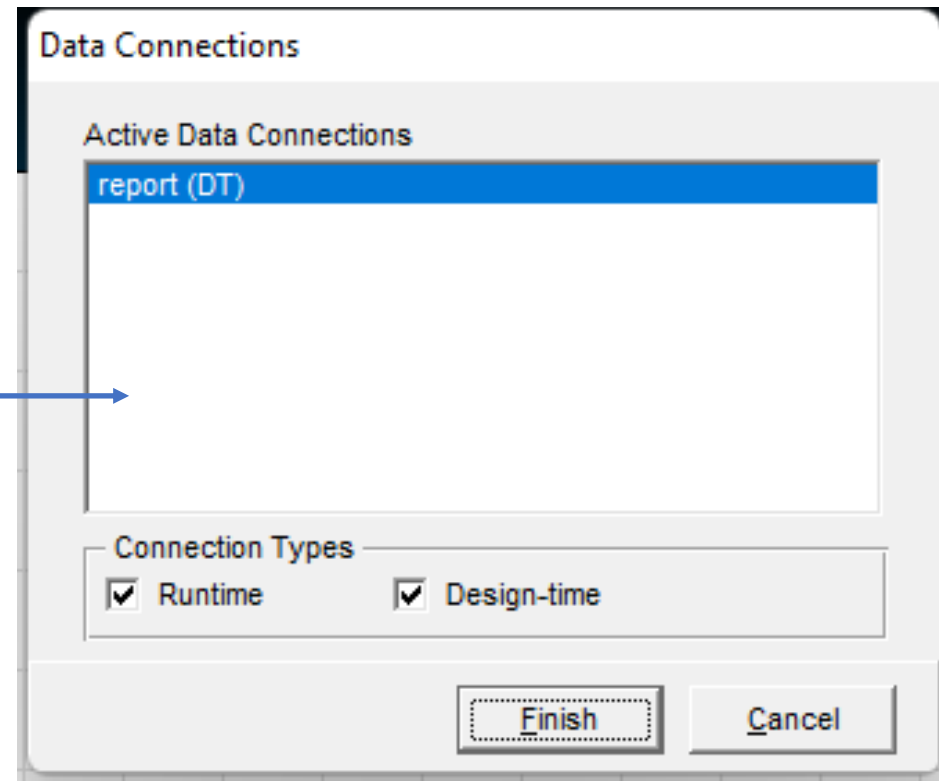 Data Connections
Active Data Connections
report (DT)
Connection Types
Runtime Design-time
Finish Cancel